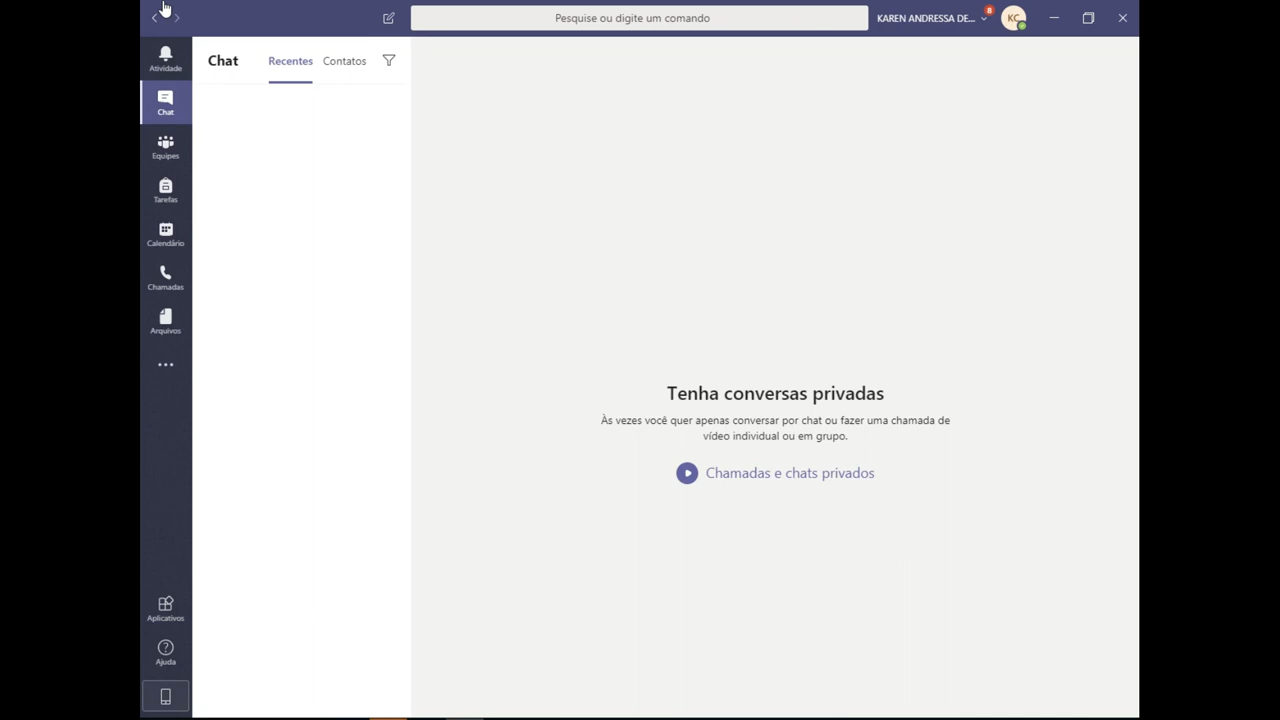 Pesquise ou digite um comando
KAREN ANDRESSA DE...
8
KC
Atividade
Chat
Equipes
Tarefas
Calendário
Chamadas
Arquivos
Aplicativos
Ajuda
Chat Recentes Contatos
Tenha conversas privadas
Às vezes você quer apenas conversar por chat ou fazer uma chamada de
vídeo individual ou em grupo.
Chamadas e chats privados